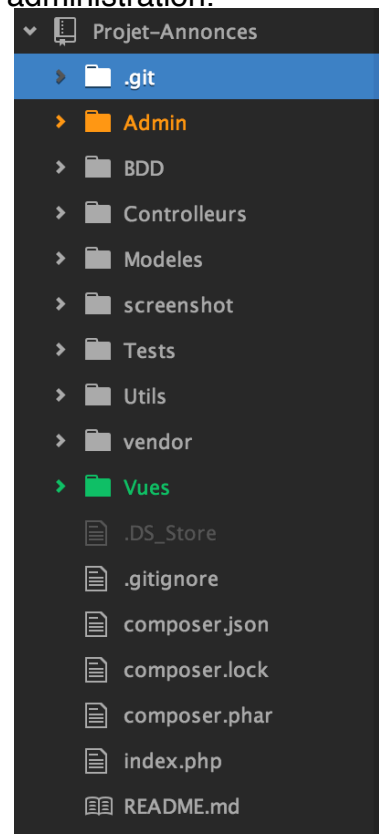 administration.
Projet-Annonces
.git
Admin
BDD
Controlleurs
Modeles
screenshot
Tests
Utils
vendor
Vues
.DS_Store
.gitignore
composer.json
composer.lock
composer.phar
index.php
README.md